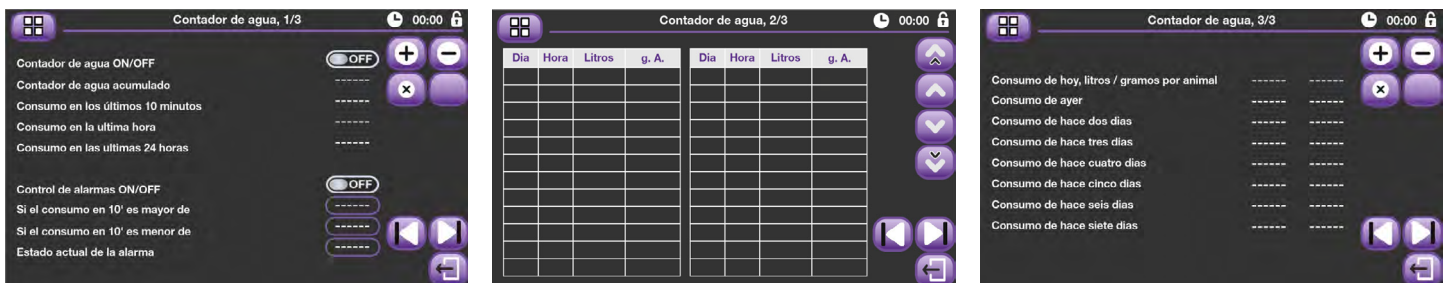 Contador de agua, 1/3
00:00
Contador de agua ON/OFF
OFF
Contador de agua acumulado
------
Consumo en los últimos 10 minutos
------
Consumo en la ultima hora
------
Consumo en las ultimas 24 horas
------
Control de alarmas ON/OFF
OFF
Si el consumo en 10' es mayor de
------
Si el consumo en 10' es menor de
------
Estado actual de la alarma
------
Contador de agua, 2/3
00:00
Dia Hora Litros g. A. Dia Hora Litros g. A.
Contador de agua, 3/3
00:00
Consumo de hoy, litros / gramos por animal ------ ------
Consumo de ayer ------ ------
Consumo de hace dos dias ------ ------
Consumo de hace tres dias ------ ------
Consumo de hace cuatro dias ------ ------
Consumo de hace cinco dias ------ ------
Consumo de hace seis dias ------ ------
Consumo de hace siete dias ------ ------